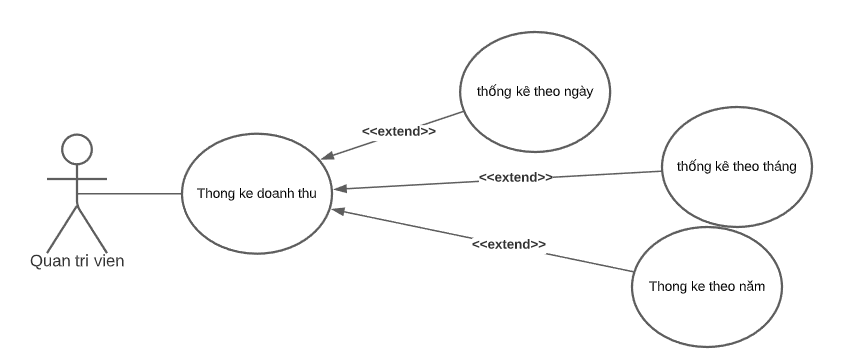 thống kê theo ngày
<<extend>>
thống kê theo tháng
<<extend>>
Thong ke doanh thu
<<extend>>
Quan tri vien
Thong ke theo năm